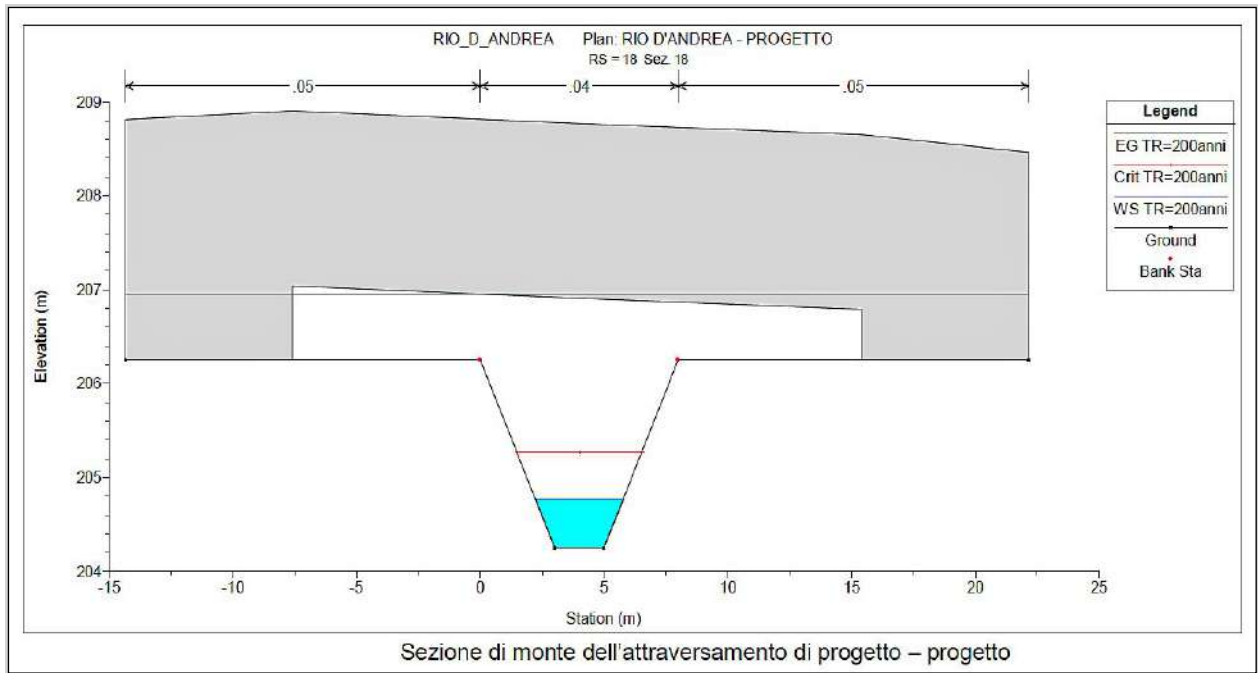 RIO_D_ANDREA Plan: RIO D'ANDREA - PROGETTO
RS = 18 Sez. 18
.05 .04 .05
Legend
EG TR=200anni
Crit TR=200anni
WS TR=200anni
Ground
Bank Sta
Elevation (m)
209
208
207
206
205
204
-15 -10 -5 0 5 10 15 20 25
Station (m)
Sezione di monte dell'attraversamento di progetto – progetto